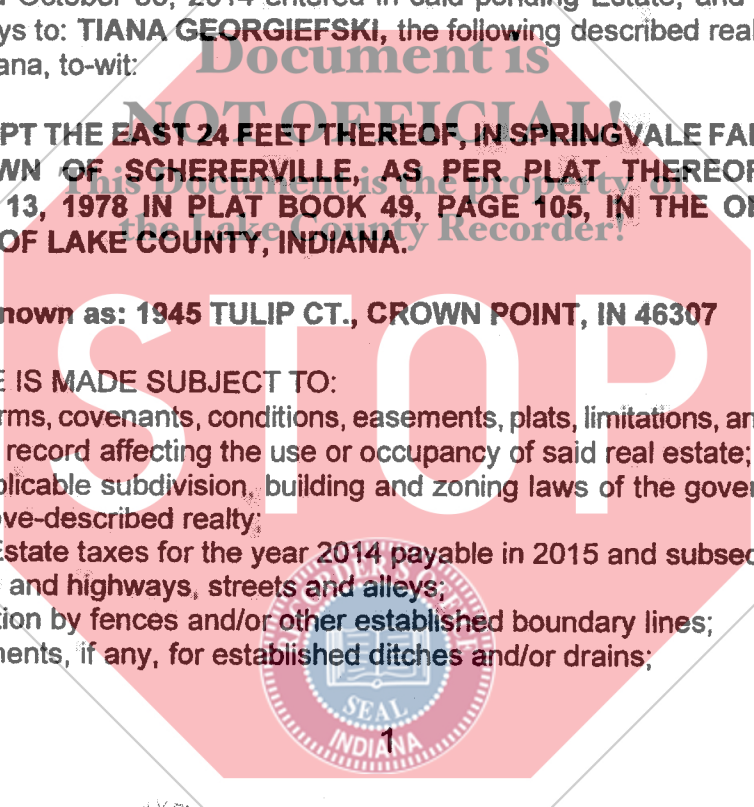 October 30, 2014 entered in said pending Estate, and
ys to: TIANA GEORGIEFSKI, the following described real
ana, to-wit:
Document is
NOT OFFICIAL!
This Document is the property of
the Lake County Recorder!
PT THE EAST 24 FEET THEREOF, IN SPRINGVALE FA
WN OF SCHERERVILLE, AS PER PLAT THEREOF
13, 1978 IN PLAT BOOK 49, PAGE 105, IN THE
OF LAKE COUNTY, INDIANA.
nown as: 1945 TULIP CT., CROWN POINT, IN 46307
STOP
E IS MADE SUBJECT TO:
rms, covenants, conditions, easements, plats, limitations, an
record affecting the use or occupancy of said real estate;
plicable subdivision, building and zoning laws of the gover
ove-described realty;
Estate taxes for the year 2014 payable in 2015 and subsec
and highways, streets and alleys;
tion by fences and/or other established boundary lines;
nents, if any, for established ditches and/or drains;
SEAL
INDIANA
1